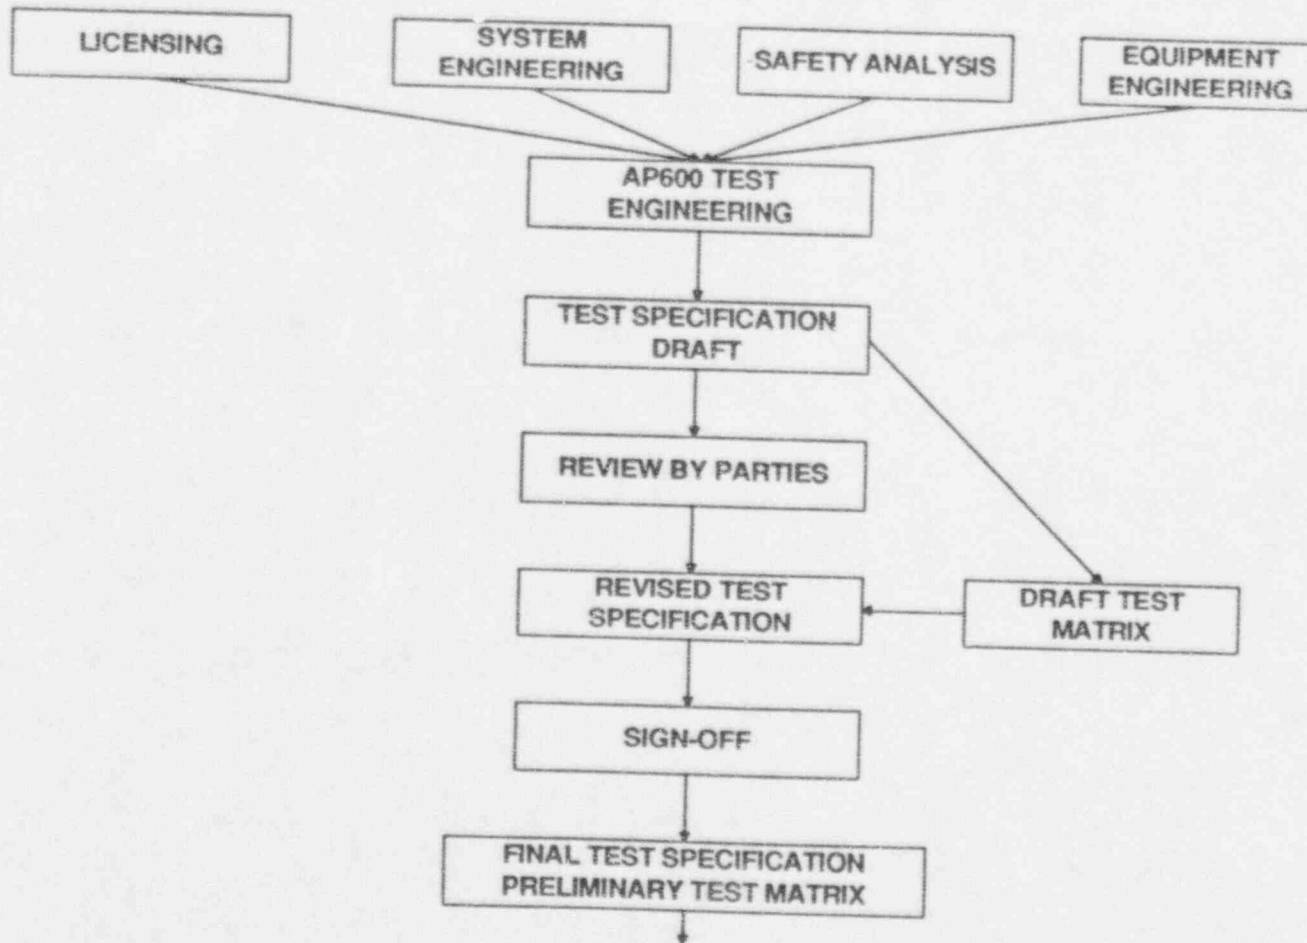 LICENSING
SYSTEM
ENGINEERING
SAFETY ANALYSIS
EQUIPMENT
ENGINEERING
AP600 TEST
ENGINEERING
TEST SPECIFICATION
DRAFT
REVIEW BY PARTIES
REVISED TEST
SPECIFICATION
DRAFT TEST
MATRIX
SIGN-OFF
FINAL TEST SPECIFICATION
PRELIMINARY TEST MATRIX